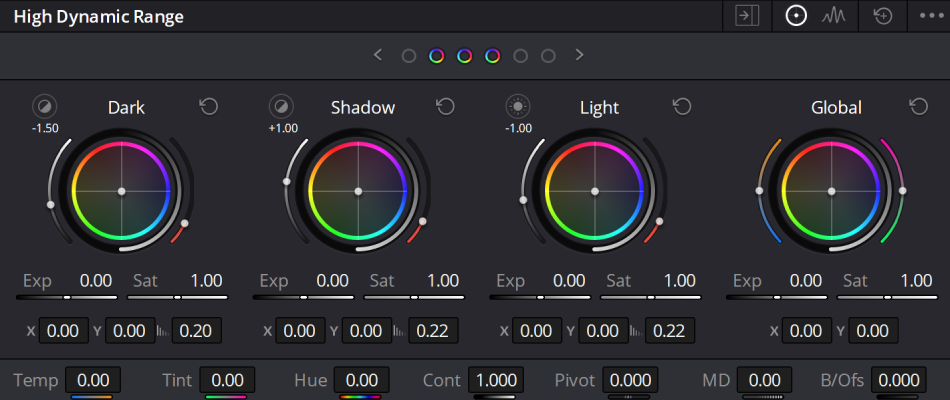 High Dynamic Range
Dark Shadow Light Global
-1.50 +1.00 -1.00
Exp 0.00 Sat 1.00 Exp 0.00 Sat 1.00 Exp 0.00 Sat 1.00 Exp 0.00 Sat 1.00
X 0.00 Y 0.00 0.20 X 0.00 Y 0.00 0.22 X 0.00 Y 0.00 0.22 X 0.00 Y 0.00
Temp 0.00 Tint 0.00 Hue 0.00 Cont 1.000 Pivot 0.000 MD 0.00 B/Ofs 0.000